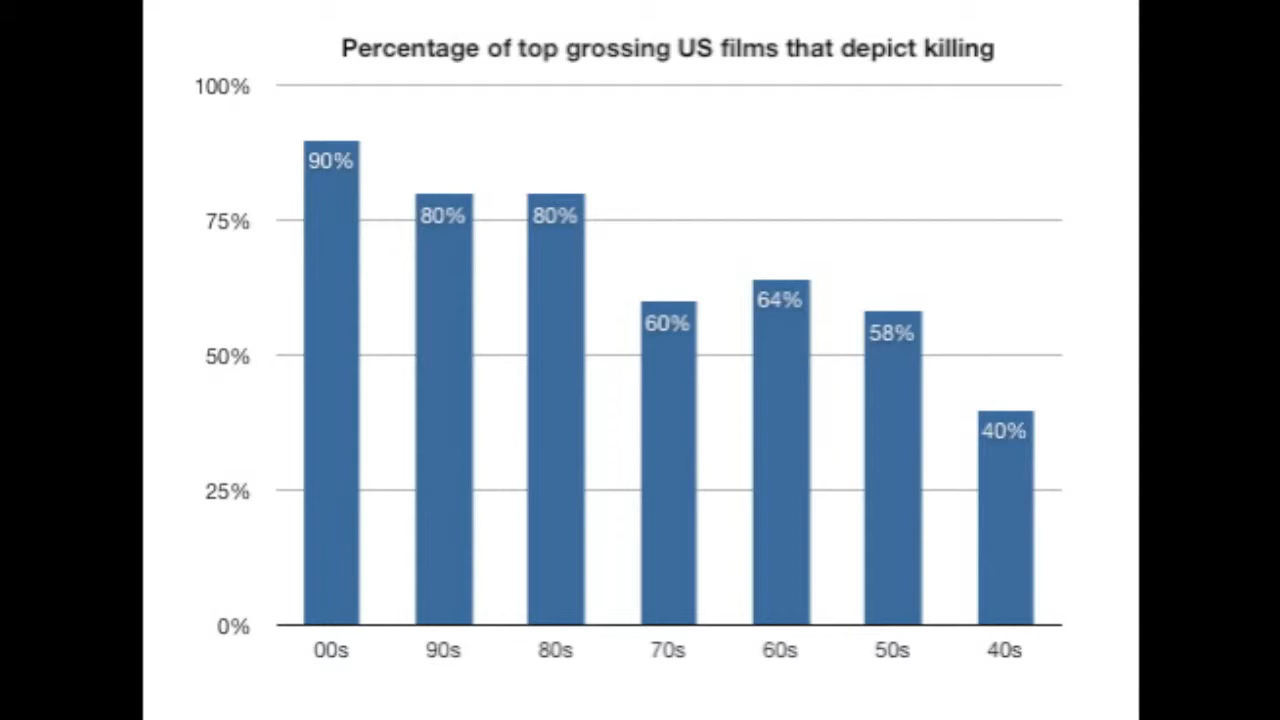 Percentage of top grossing US films that depict killing
100%
75%
50%
25%
0%
90%
80%
80%
60%
64%
58%
40%
00s
90s
80s
70s
60s
50s
40s